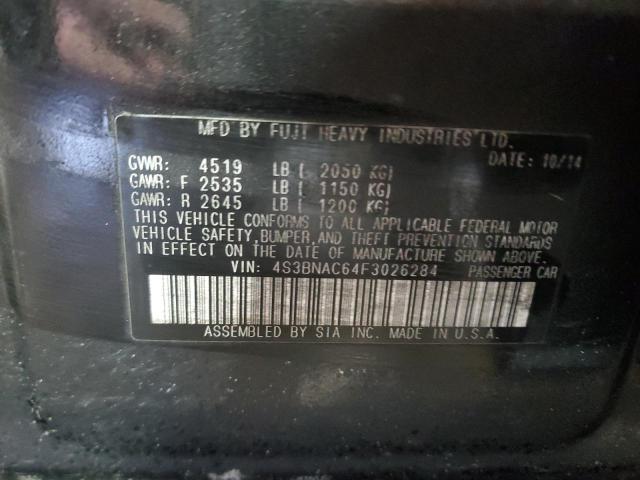 MFD BY FUJI HEAVY INDUSTRIES LTD.
DATE: 10/14
GVWR: 4519 LB [ 2050 KG]
GAWR: F 2535 LB [ 1150 KG]
GAWR: R 2645 LB [ 1200 KG]
THIS VEHICLE CONFORMS TO ALL APPLICABLE FEDERAL MOTOR
VEHICLE SAFETY, BUMPER, AND THEFT PREVENTION STANDARDS
IN EFFECT ON THE DATE OF MANUFACTURE SHOWN ABOVE.
VIN: 4S3BNAC64F3026284 PASSENGER CAR
ASSEMBLED BY SIA INC. MADE IN U.S.A.